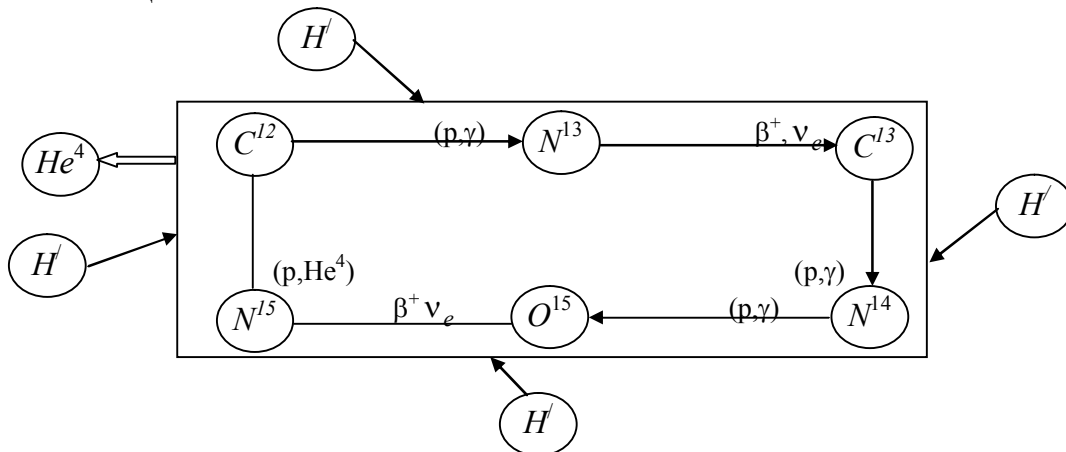 H/
C12 (p,γ) N13 β+, νe C13
He4
H/
H/
(p,He4) (p,γ)
N15 β+ νe O15 (p,γ) N14
H/